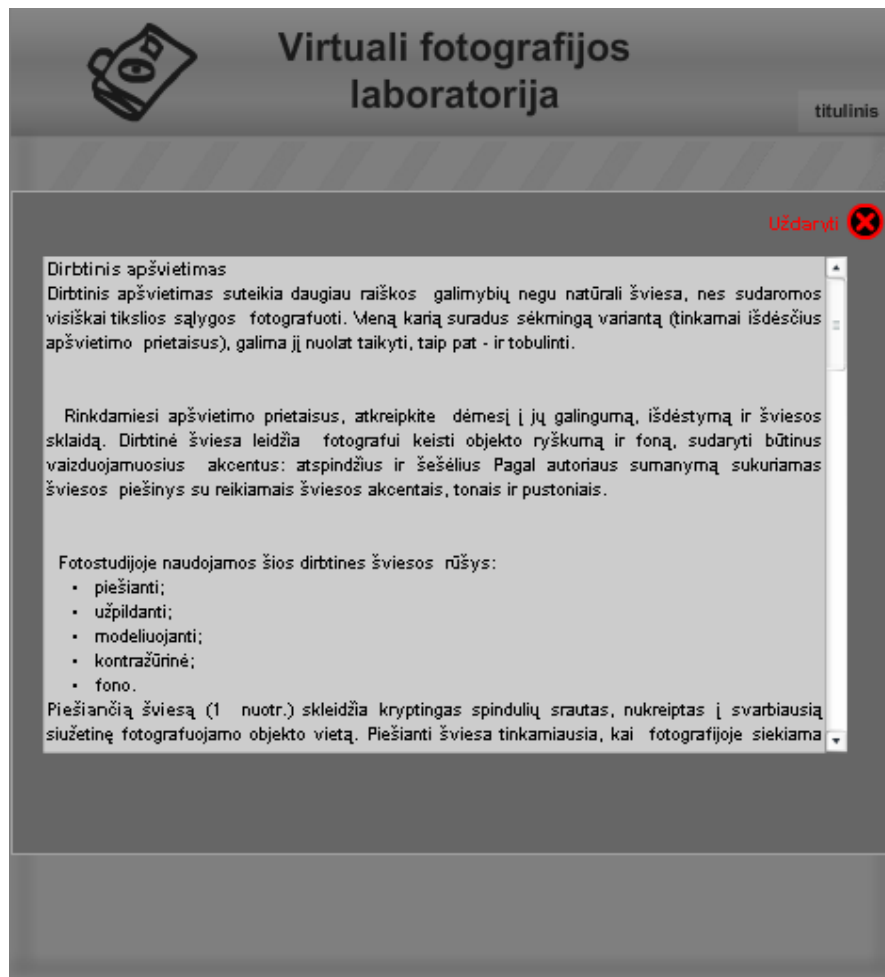 Virtuali fotografijos
laboratorija
titulinis
Uždaryti
Dirbtinis apšvietimas
Dirbtinis apšvietimas suteikia daugiau raiškos galimybių negu natūrali šviesa, nes sudaromos
visiškai tikslios sąlygos fotografuoti. Vieną karią suradus sėkmingą variantą (tinkamai išdėsčius
apšvietimo prietaisus), galima jį nuolat taikyti, taip pat - ir tobulinti.
Rinkdamiesi apšvietimo prietaisus, atkreipkite dėmesį į jų galingumą, išdėstymą ir šviesos
sklaidą. Dirbtinė šviesa leidžia fotografui keisti objekto ryškumą ir foną, sudaryti būtinus
vaizduojamuosius akcentus: atspindžius ir šešėlius Pagal autoriaus sumanymą sukuriamas
šviesos piešinys su reikiamais šviesos akcentais, tonais ir pustoniais.
Fotostudijoje naudojamos šios dirbtines šviesos rūšys:
• piešianti;
• užpildanti;
• modeliuojanti;
• kontražūrinė;
• fono.
Piešiančią šviesą (1 nuotr.) skleidžia kryptingas spindulių srautas, nukreiptas į svarbiausią
siužetinę fotografuojamo objekto vietą. Piešianti šviesa tinkamiausia, kai fotografijoje siekiama